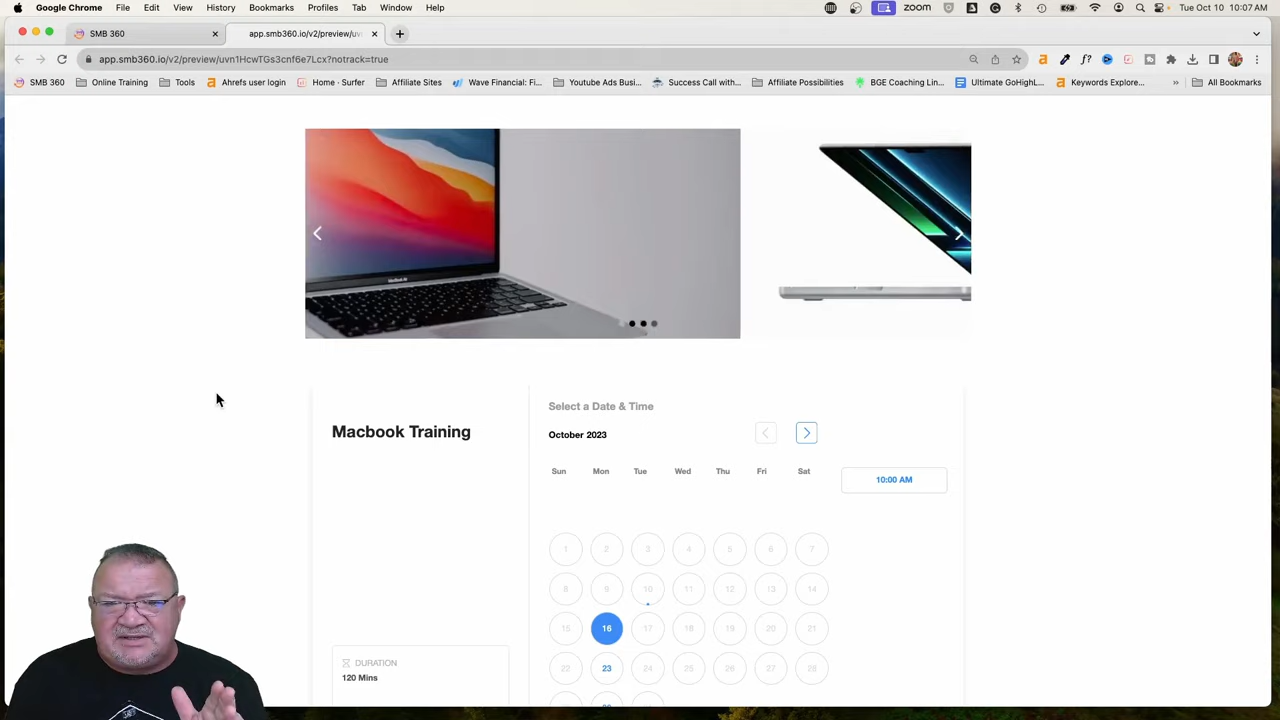 Google Chrome File Edit View History Bookmarks Profiles Tab Window Help zoom Tue Oct 10 10:07 AM
SMB 360 app.smb360.io/v2/preview/uv
app.smb360.io/v2/preview/uvn1HcwTGs3cnf6e7Lcx?notrack=true
SMB 360 Online Training Tools Ahrefs user login Home - Surfer Affiliate Sites Wave Financial: Fi... Youtube Ads Busi... Success Call with... Affiliate Possibilities BGE Coaching Lin... Ultimate GoHighL... Keywords Explore... » All Bookmarks
MacBook Air
Select a Date & Time
Macbook Training
October 2023
Sun Mon Tue Wed Thu Fri Sat
10:00 AM
1 2 3 4 5 6 7
8 9 10 11 12 13 14
15 16 17 18 19 20 21
DURATION
22 23 24 25 26 27 28
120 Mins